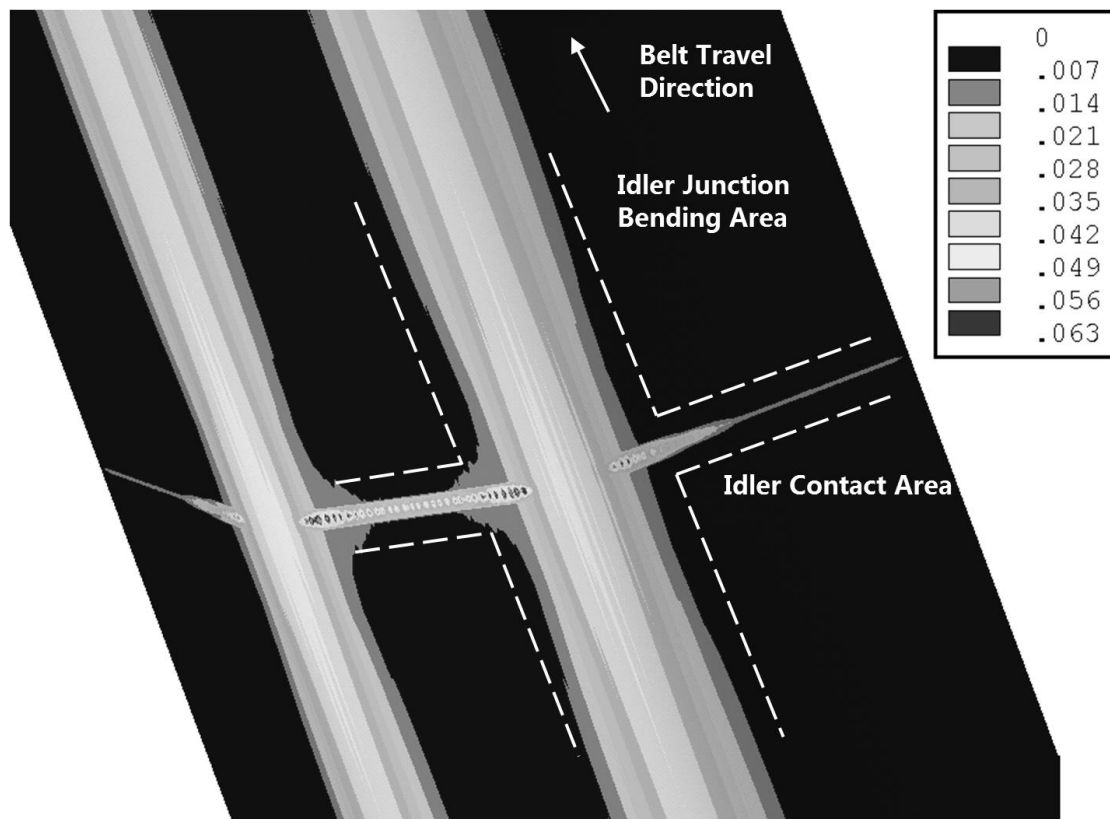 Belt Travel
Direction
Idler Junction
Bending Area
Idler Contact Area
0
.007
.014
.021
.028
.035
.042
.049
.056
.063